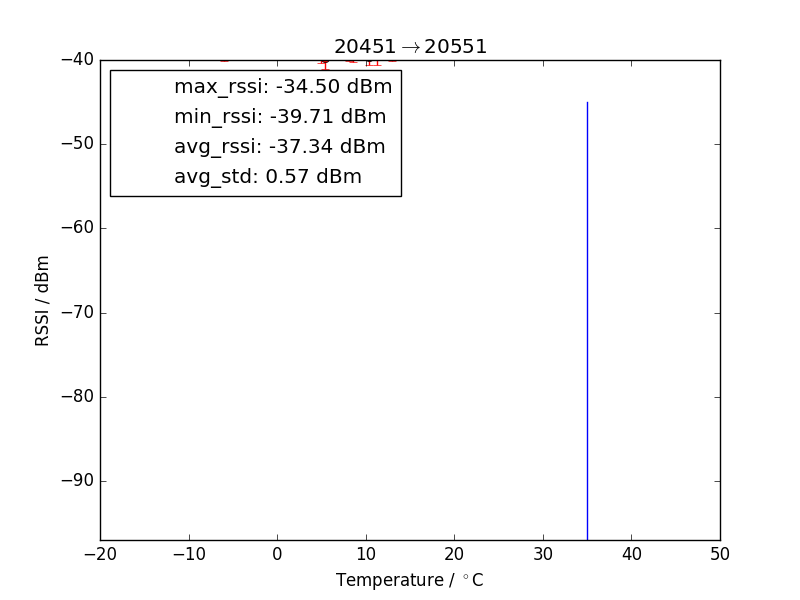 20451→20551
max_rssi: -34.50 dBm
min_rssi: -39.71 dBm
avg_rssi: -37.34 dBm
avg_std: 0.57 dBm
RSSI / dBm
−40
−50
−60
−70
−80
−90
−20 −10 0 10 20 30 40 50
Temperature / °C